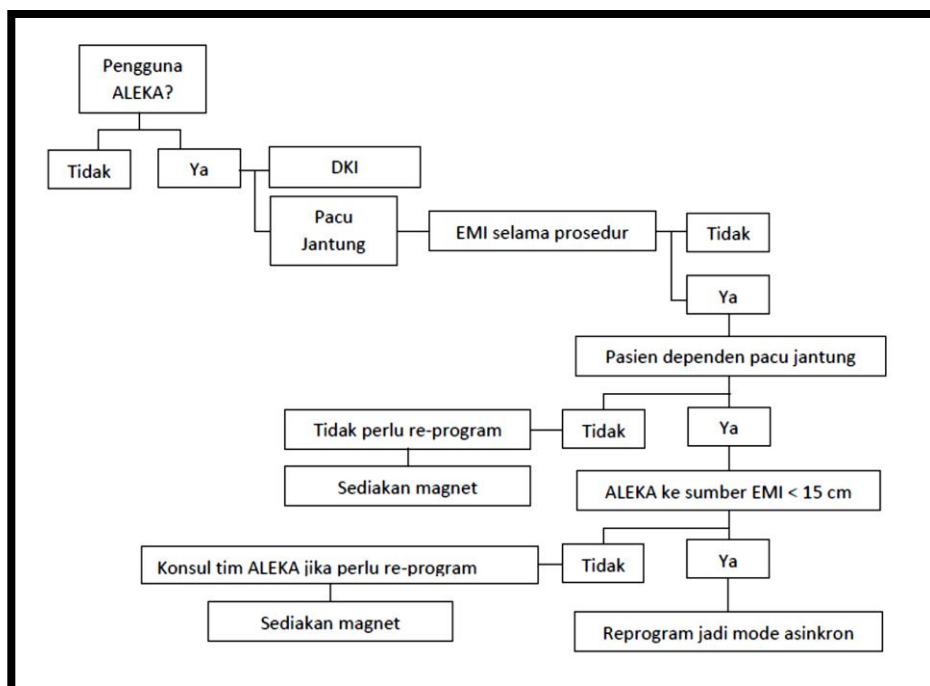 Pengguna
ALEKA?
Tidak
Ya
DKI
Pacu
Jantung
EMI selama prosedur
Tidak
Ya
Pasien dependen pacu jantung
Tidak perlu re-program
Tidak
Ya
Sediakan magnet
ALEKA ke sumber EMI < 15 cm
Konsul tim ALEKA jika perlu re-program
Tidak
Ya
Sediakan magnet
Reprogram jadi mode asinkron